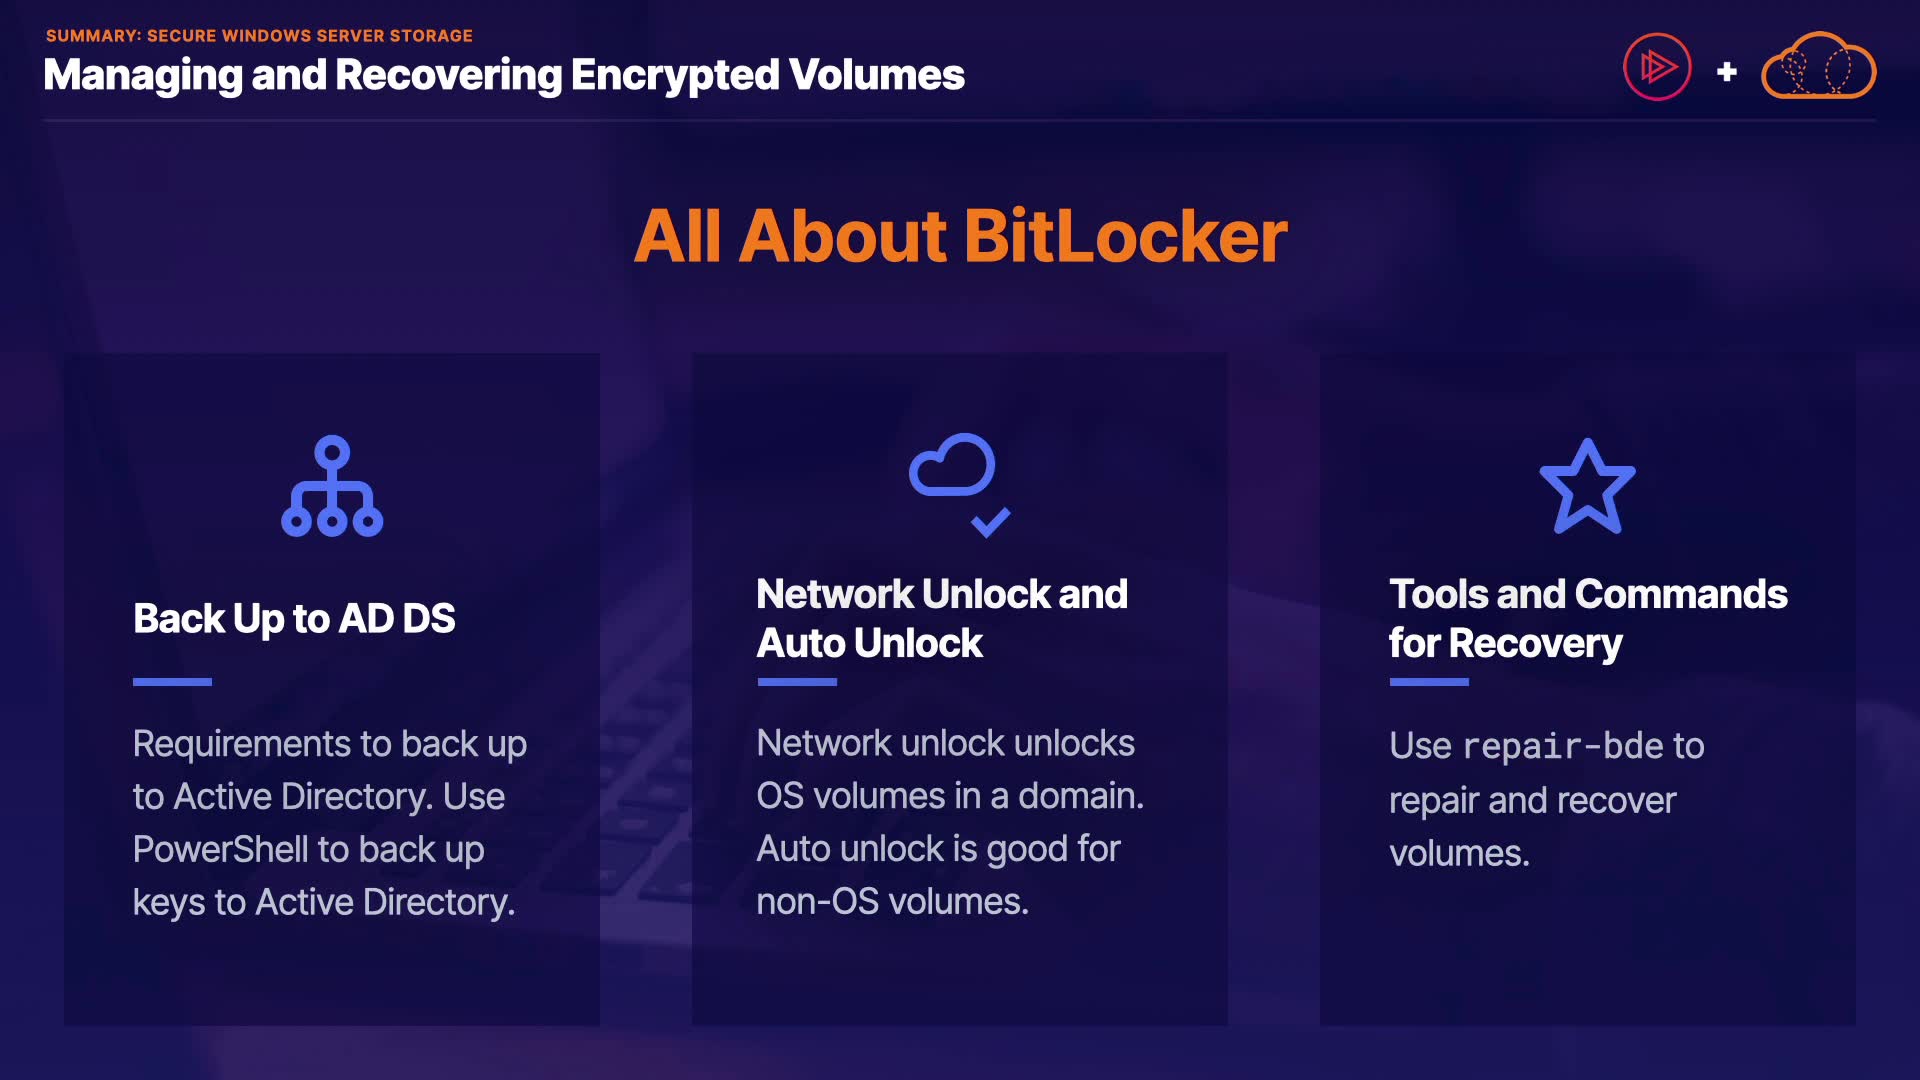 SUMMARY: SECURE WINDOWS SERVER STORAGE
Managing and Recovering Encrypted Volumes
+
All About BitLocker
Back Up to AD DS
Requirements to back up
to Active Directory. Use
PowerShell to back up
keys to Active Directory.
Network Unlock and
Auto Unlock
Network unlock unlocks
OS volumes in a domain.
Auto unlock is good for
non-OS volumes.
Tools and Commands
for Recovery
Use repair-bde to
repair and recover
volumes.